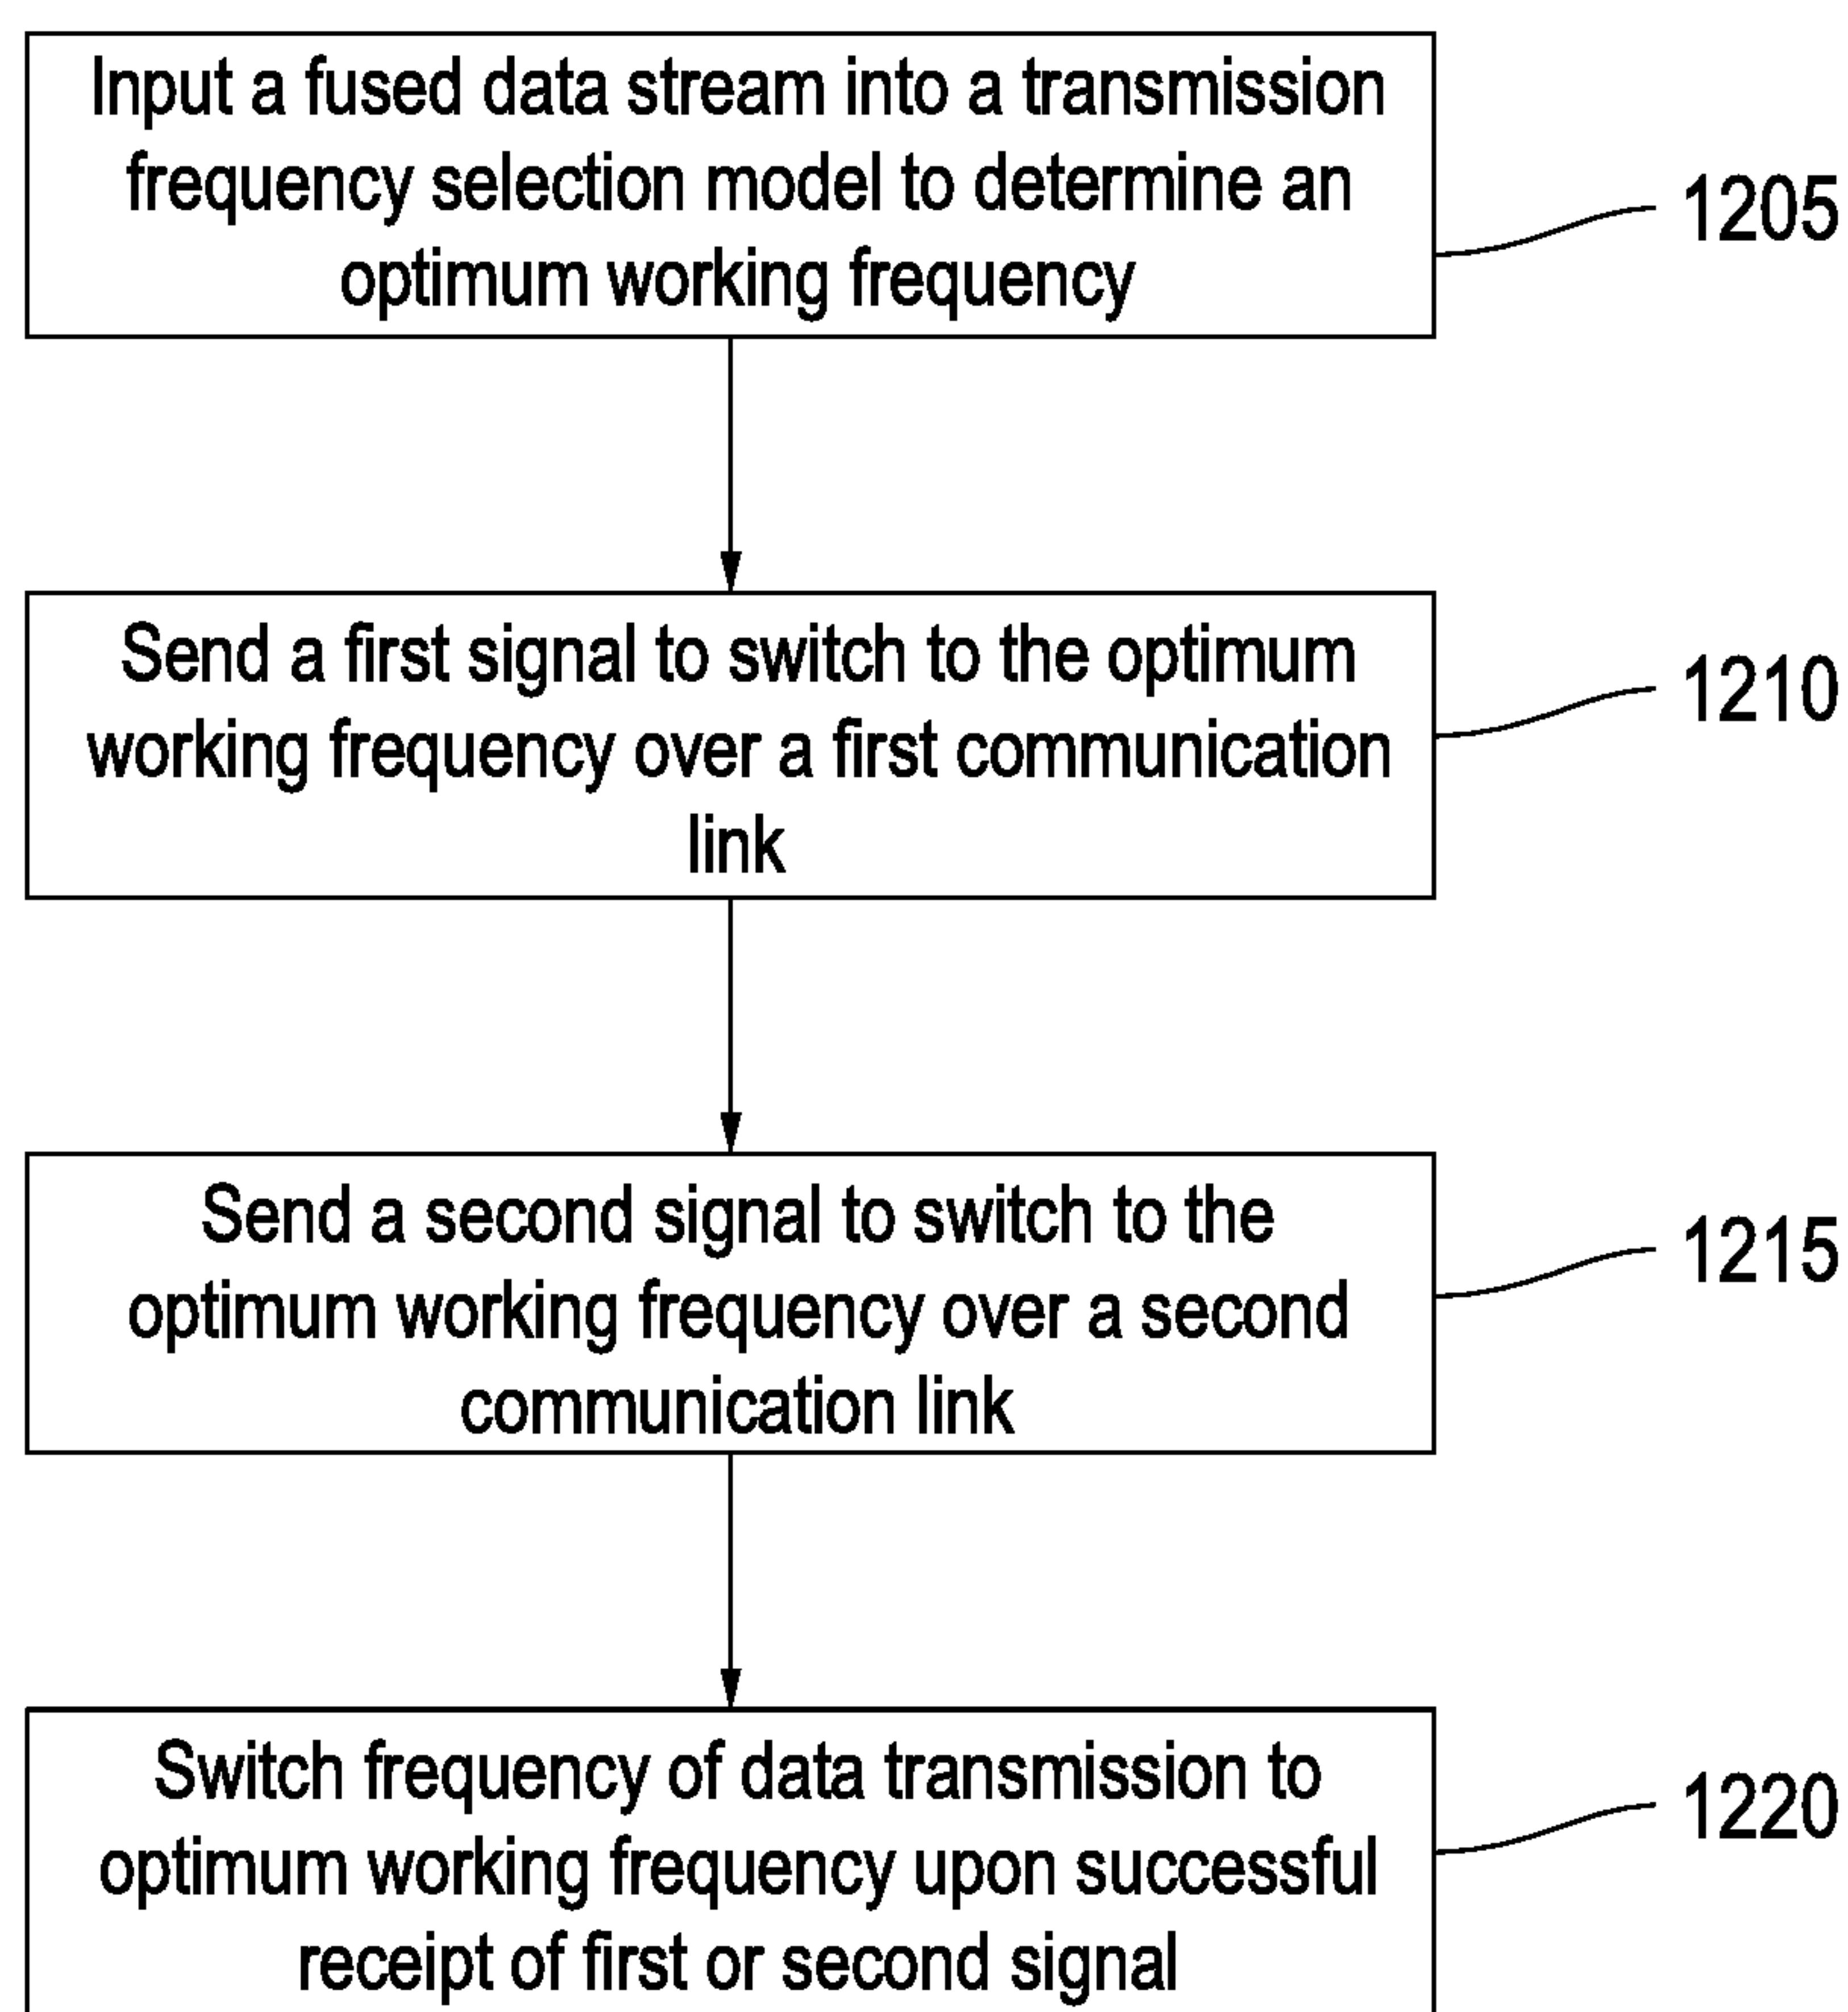 Input a fused data stream into a transmission
frequency selection model to determine an
optimum working frequency
1205
Send a first signal to switch to the optimum
working frequency over a first communication
link
1210
Send a second signal to switch to the
optimum working frequency over a second
communication link
1215
Switch frequency of data transmission to
optimum working frequency upon successful
receipt of first or second signal
1220